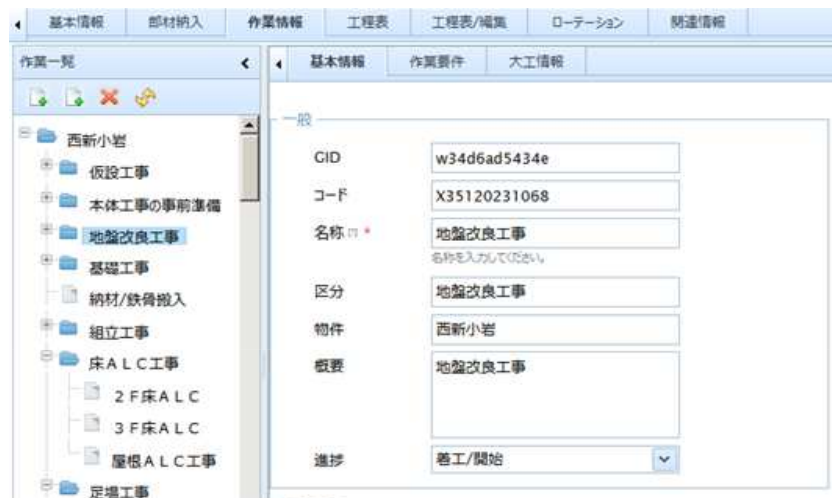 基本情報 部材納入 作業情報 工程表 工程表/編集 ローテーション 関連情報
作業一覧
基本情報 作業要件 大工情報
西新小岩
仮設工事
本体工事の事前準備
地盤改良工事
基礎工事
納材/鉄骨搬入
組立工事
床ALC工事
2F床ALC
3F床ALC
屋根ALC工事
足場工事
一般
GID w34d6ad5434e
コード X35120231068
名称 [?] * 地盤改良工事
名称を入力してください。
区分 地盤改良工事
物件 西新小岩
概要 地盤改良工事
進捗 着工/開始